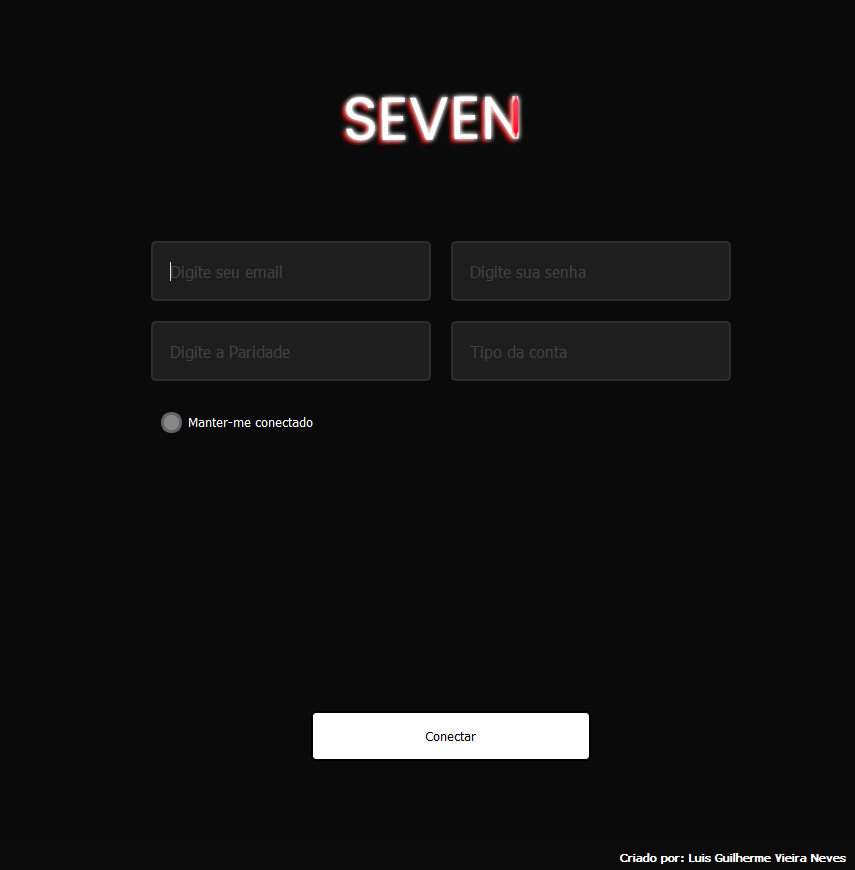 SEVEN
Digite seu email
Digite sua senha
Digite a Paridade
Tipo da conta
Manter-me conectado
Conectar
Criado por: Luis Guilherme Vieira Neves